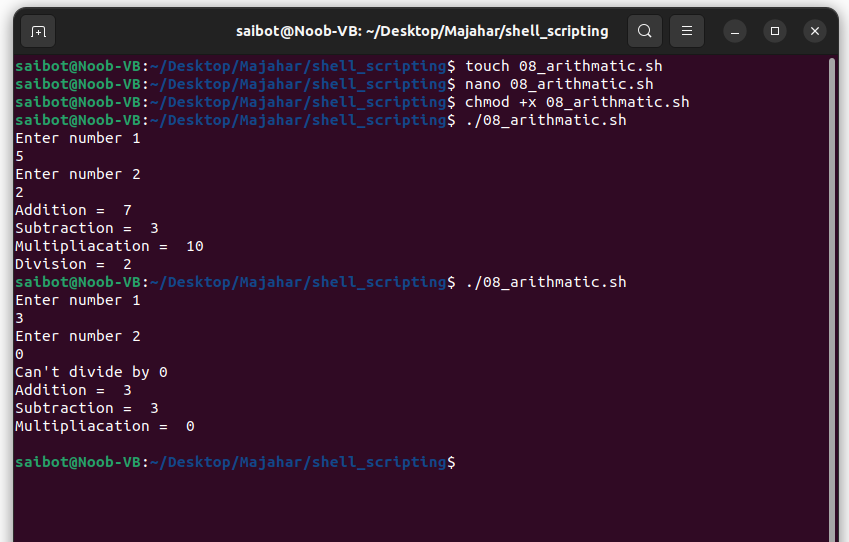 saibot@Noob-VB: ~/Desktop/Majahar/shell_scripting
saibot@Noob-VB:~/Desktop/Majahar/shell_scripting$ touch 08_arithmatic.sh
saibot@Noob-VB:~/Desktop/Majahar/shell_scripting$ nano 08_arithmatic.sh
saibot@Noob-VB:~/Desktop/Majahar/shell_scripting$ chmod +x 08_arithmatic.sh
saibot@Noob-VB:~/Desktop/Majahar/shell_scripting$ ./08_arithmatic.sh
Enter number 1
5
Enter number 2
2
Addition =  7
Subtraction =  3
Multipliacation =  10
Division =  2
saibot@Noob-VB:~/Desktop/Majahar/shell_scripting$ ./08_arithmatic.sh
Enter number 1
3
Enter number 2
0
Can't divide by 0
Addition =  3
Subtraction =  3
Multipliacation =  0
saibot@Noob-VB:~/Desktop/Majahar/shell_scripting$